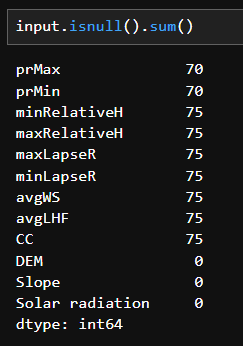 input.isnull().sum()
prMax 70
prMin 70
minRelativeH 75
maxRelativeH 75
maxLapseR 75
minLapseR 75
avgWS 75
avgLHF 75
CC 75
DEM 0
Slope 0
Solar radiation 0
dtype: int64